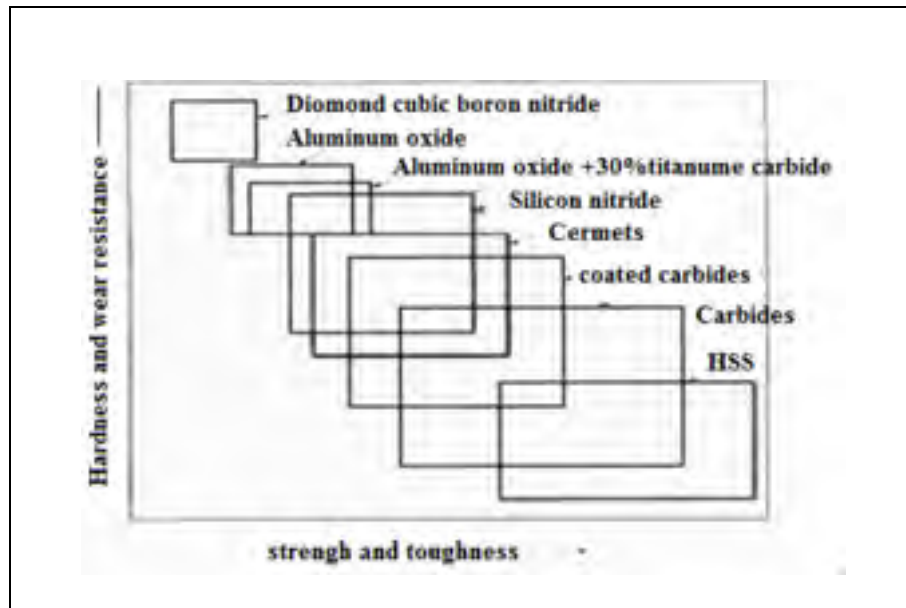 Diomond cubic boron nitride
Aluminum oxide
Aluminum oxide +30%titanume carbide
Silicon nitride
Cermets
coated carbides
Carbides
HSS
Hardness and wear resistance
strengh and toughness